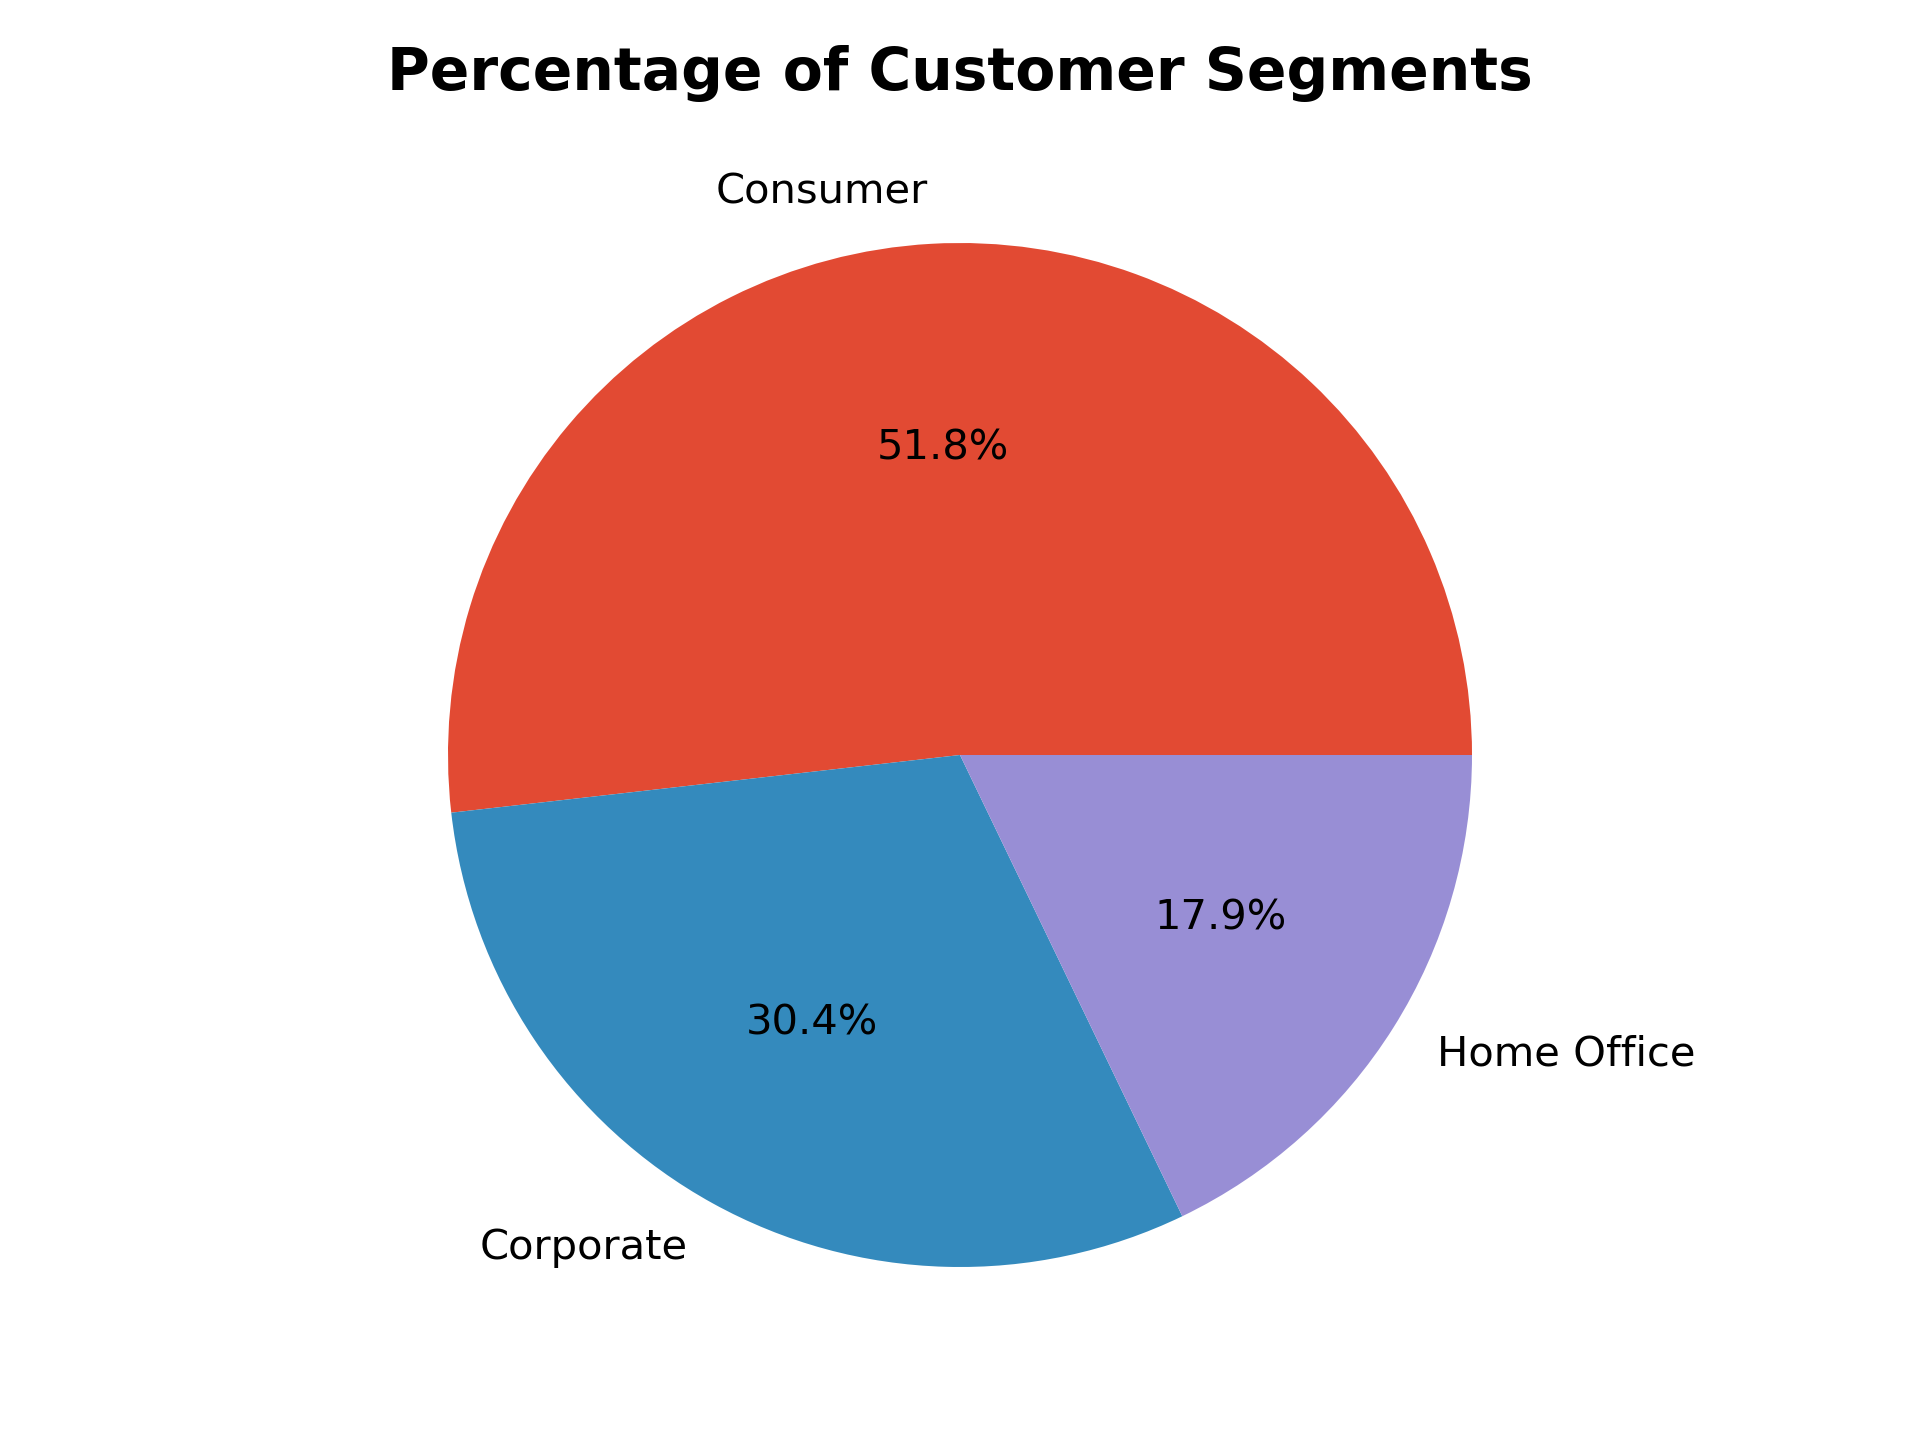 Percentage of Customer Segments
Consumer
51.8%
17.9%
30.4%
Home Office
Corporate